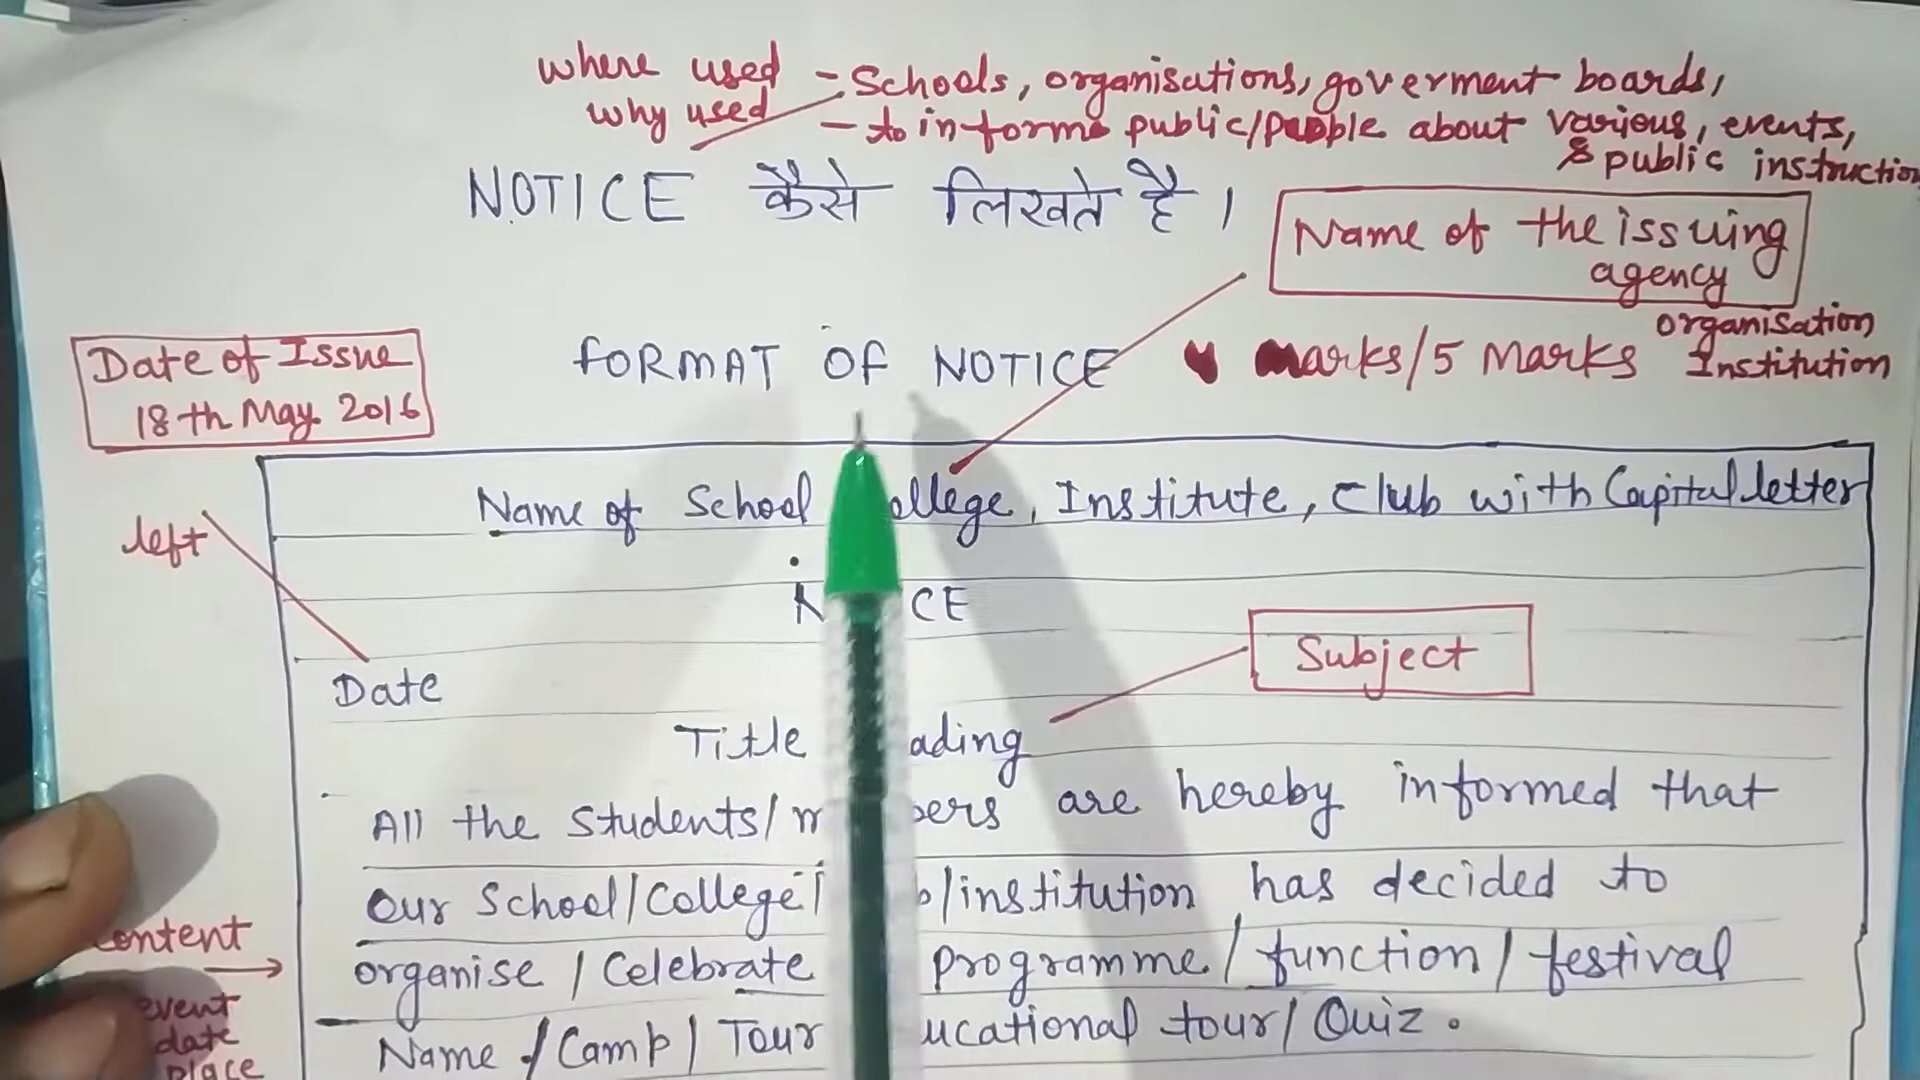 where used - Schools, organisations, goverment boards,
why used - to informe public/people about various, events,
& public instruction
NOTICE कैसे लिखते है।
Name of the issuing
agency
organisation
Institution
Date of Issue
18th May 2016
FORMAT OF NOTICE marks/5 Marks
Name of School ollege, Institute, Club with Capital letter
left
CE
Subject
Date
Title ading
All the students/ m bers are hereby informed that
Our School/College/ /institution has decided to
content
organise / Celebrate programme/ function / festival
event
date
place
Name / Camp / Tour ucational tour/ Quiz.